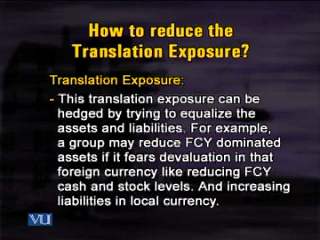 How to reduce the
Translation Exposure?
Translation Exposure:
- This translation exposure can be
hedged by trying to equalize the
assets and liabilities. For example,
a group may reduce FCY dominated
assets if it fears devaluation in that
foreign currency like reducing FCY
cash and stock levels. And increasing
liabilities in local currency.
VU